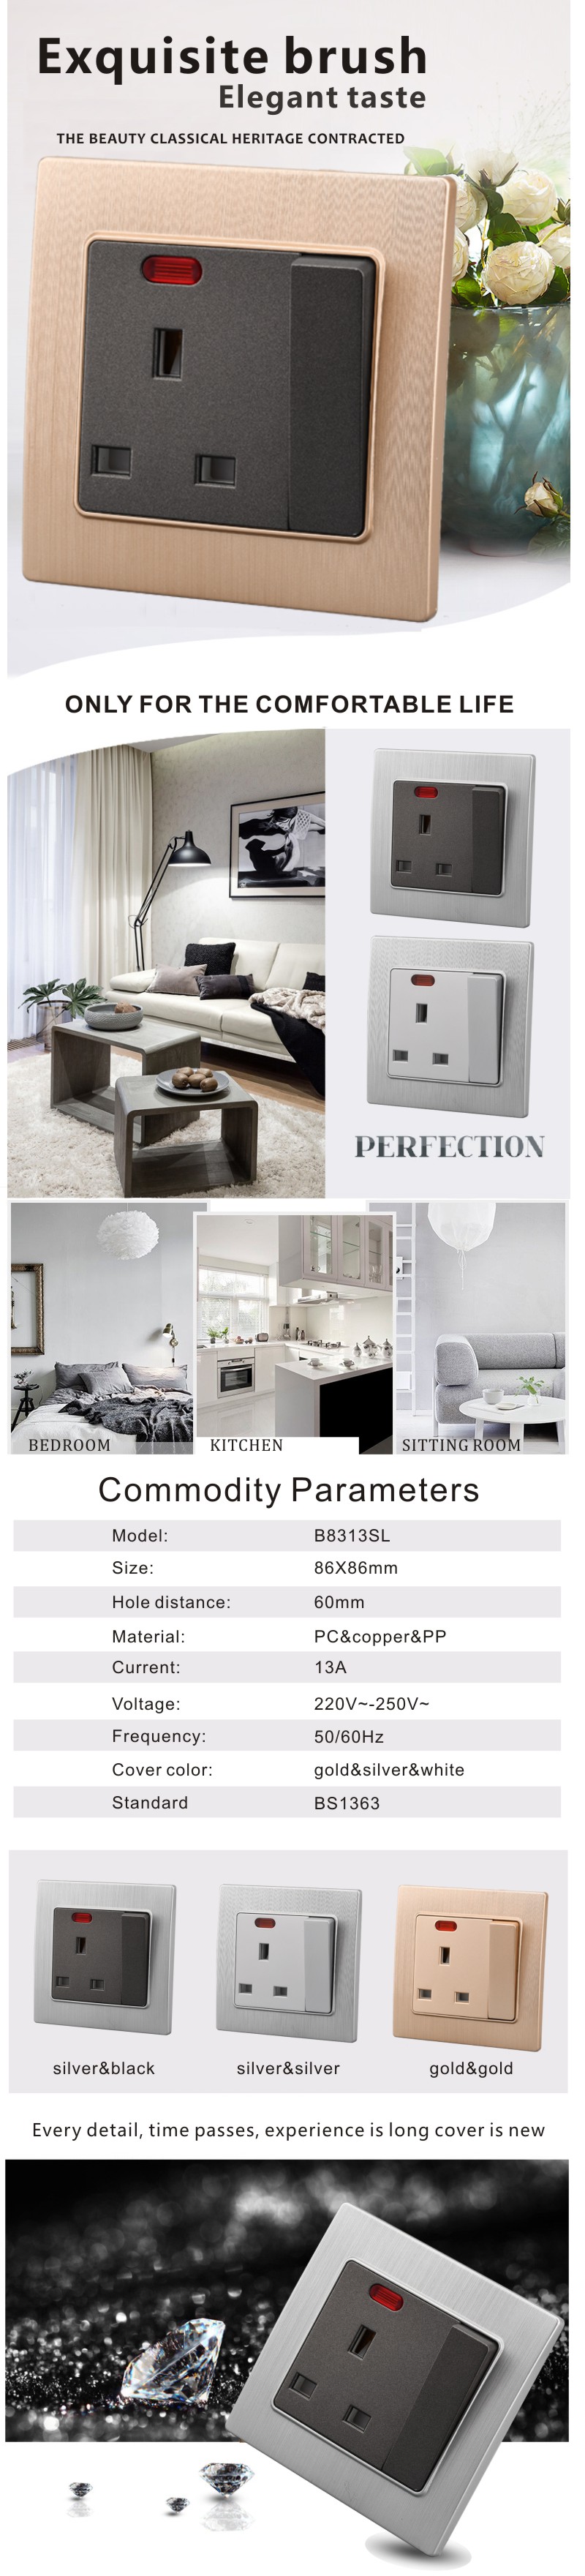 Exquisite brush
Elegant taste
THE BEAUTY CLASSICAL HERITAGE CONTRACTED
ONLY FOR THE COMFORTABLE LIFE
PERFECTION
BEDROOM
KITCHEN
SITTING ROOM
Commodity Parameters
Model: B8313SL
Size: 86X86mm
Hole distance: 60mm
Material: PC&copper&PP
Current: 13A
Voltage: 220V~-250V~
Frequency: 50/60Hz
Cover color: gold&silver&white
Standard BS1363
silver&black
silver&silver
gold&gold
Every detail, time passes, experience is long cover is new